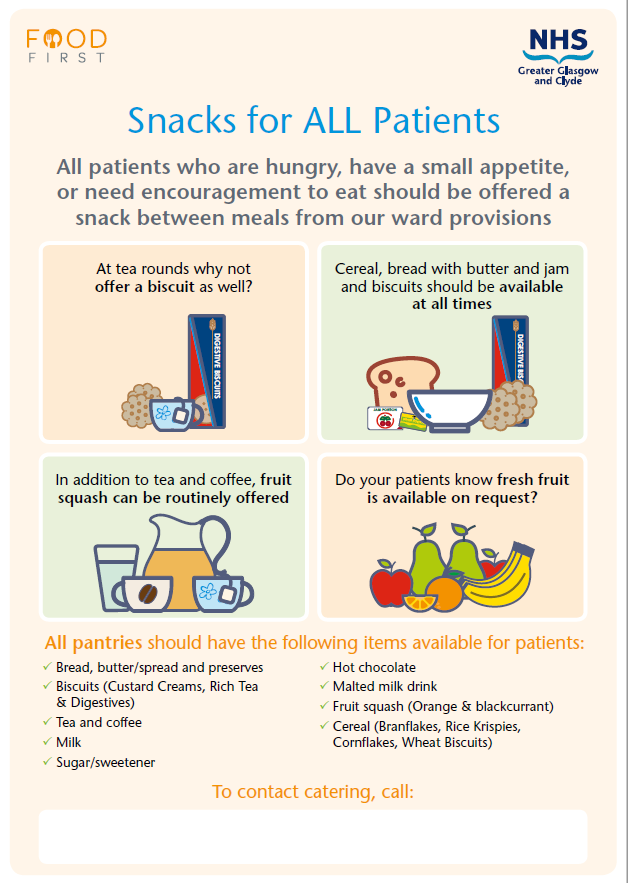 FOOD
FIRST
NHS
Greater Glasgow
and Clyde
Snacks for ALL Patients
All patients who are hungry, have a small appetite,
or need encouragement to eat should be offered a
snack between meals from our ward provisions
At tea rounds why not
offer a biscuit as well?
DIGESTIVE BISCUITS
Cereal, bread with butter and jam
and biscuits should be available
at all times
DIGESTIVE BISC
JAM PORTION
In addition to tea and coffee, fruit
squash can be routinely offered
Do your patients know fresh fruit
is available on request?
All pantries should have the following items available for patients:
✓ Bread, butter/spread and preserves
✓ Biscuits (Custard Creams, Rich Tea
& Digestives)
✓ Tea and coffee
✓ Milk
✓ Sugar/sweetener
✓ Hot chocolate
✓ Malted milk drink
✓ Fruit squash (Orange & blackcurrant)
✓ Cereal (Branflakes, Rice Krispies,
Cornflakes, Wheat Biscuits)
To contact catering, call: